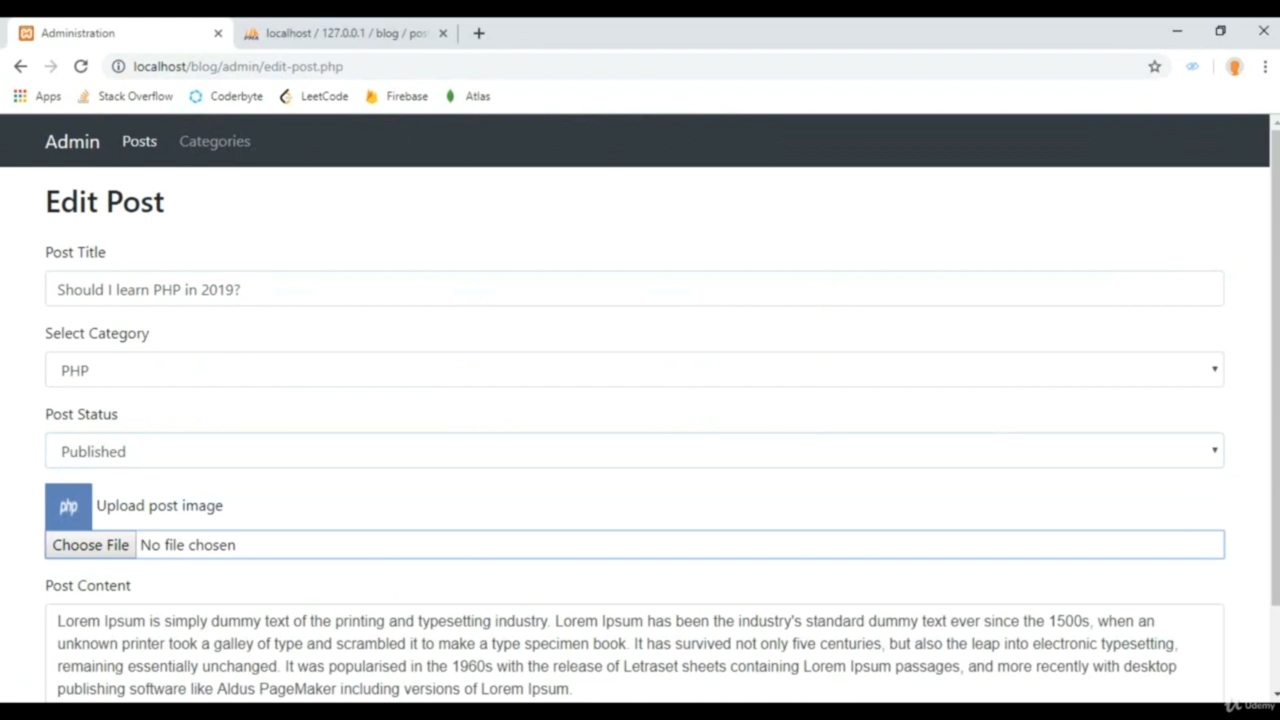 Administration
localhost / 127.0.0.1 / blog / pos
localhost/blog/admin/edit-post.php
Apps Stack Overflow Coderbyte LeetCode Firebase Atlas
Admin Posts Categories
Edit Post
Post Title
Should I learn PHP in 2019?
Select Category
PHP
Post Status
Published
php Upload post image
Choose File No file chosen
Post Content
Lorem Ipsum is simply dummy text of the printing and typesetting industry. Lorem Ipsum has been the industry's standard dummy text ever since the 1500s, when an
unknown printer took a galley of type and scrambled it to make a type specimen book. It has survived not only five centuries, but also the leap into electronic typesetting,
remaining essentially unchanged. It was popularised in the 1960s with the release of Letraset sheets containing Lorem Ipsum passages, and more recently with desktop
publishing software like Aldus PageMaker including versions of Lorem Ipsum.
Udemy